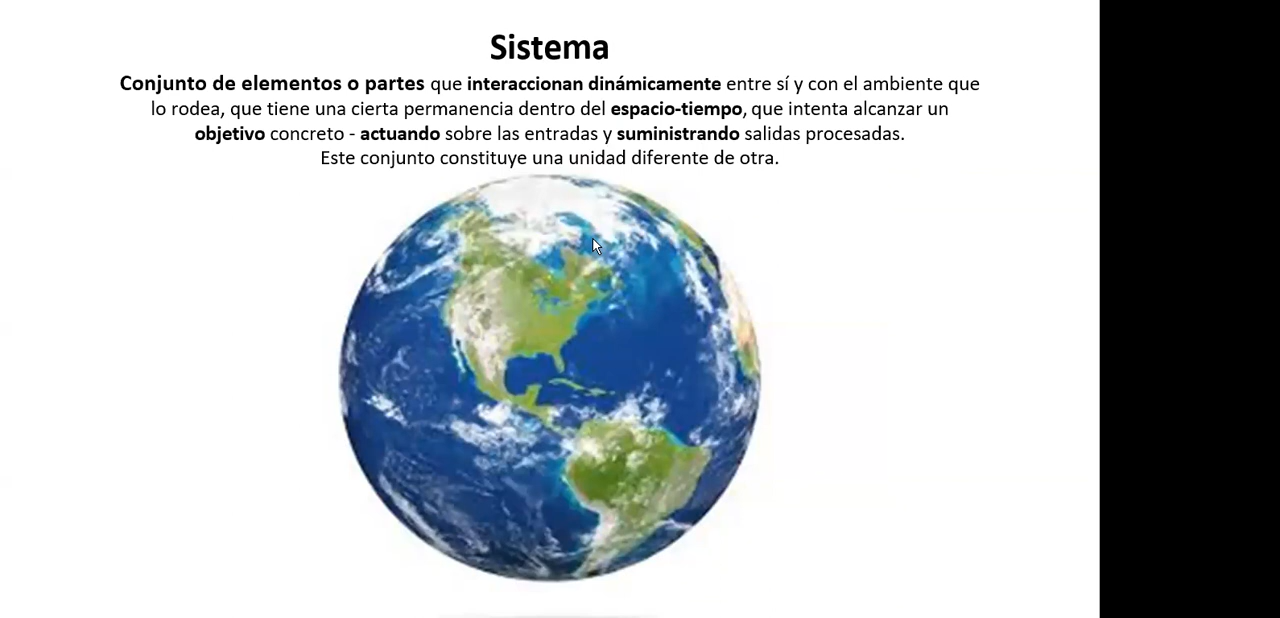 Sistema
Conjunto de elementos o partes que interaccionan dinámicamente entre sí y con el ambiente que
lo rodea, que tiene una cierta permanencia dentro del espacio-tiempo, que intenta alcanzar un
objetivo concreto - actuando sobre las entradas y suministrando salidas procesadas.
Este conjunto constituye una unidad diferente de otra.